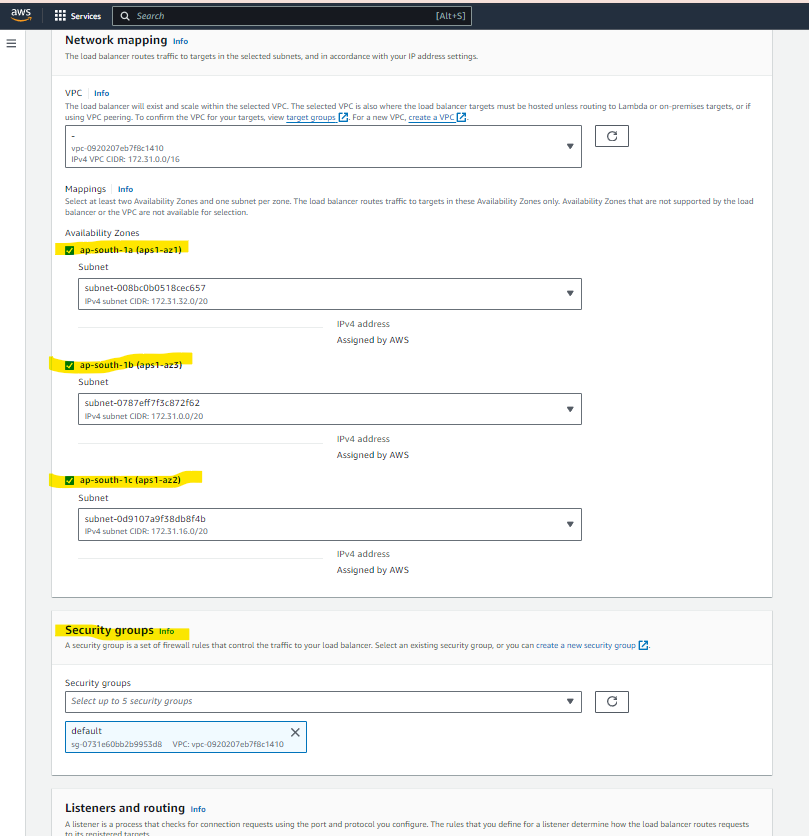 aws
Services
Search
[Alt+S]
Network mapping Info
The load balancer routes traffic to targets in the selected subnets, and in accordance with your IP address settings.
VPC Info
The load balancer will exist and scale within the selected VPC. The selected VPC is also where the load balancer targets must be hosted unless routing to Lambda or on-premises targets, or if
using VPC peering. To confirm the VPC for your targets, view target groups. For a new VPC, create a VPC.
-
vpc-0920207eb7f8c1410
IPv4 VPC CIDR: 172.31.0.0/16
Mappings Info
Select at least two Availability Zones and one subnet per zone. The load balancer routes traffic to targets in these Availability Zones only. Availability Zones that are not supported by the load
balancer or the VPC are not available for selection.
Availability Zones
ap-south-1a (aps1-az1)
Subnet
subnet-008bc0b0518cec657
IPv4 subnet CIDR: 172.31.32.0/20
IPv4 address
Assigned by AWS
ap-south-1b (aps1-az3)
Subnet
subnet-0787eff7f3c872f62
IPv4 subnet CIDR: 172.31.0.0/20
IPv4 address
Assigned by AWS
ap-south-1c (aps1-az2)
Subnet
subnet-0d9107a9f38db8f4b
IPv4 subnet CIDR: 172.31.16.0/20
IPv4 address
Assigned by AWS
Security groups Info
A security group is a set of firewall rules that control the traffic to your load balancer. Select an existing security group, or you can create a new security group.
Security groups
Select up to 5 security groups
default
sg-0731e60bb2b9953d8 VPC: vpc-0920207eb7f8c1410
Listeners and routing Info
A listener is a process that checks for connection requests using the port and protocol you configure. The rules that you define for a listener determine how the load balancer routes requests
to its registered targets.